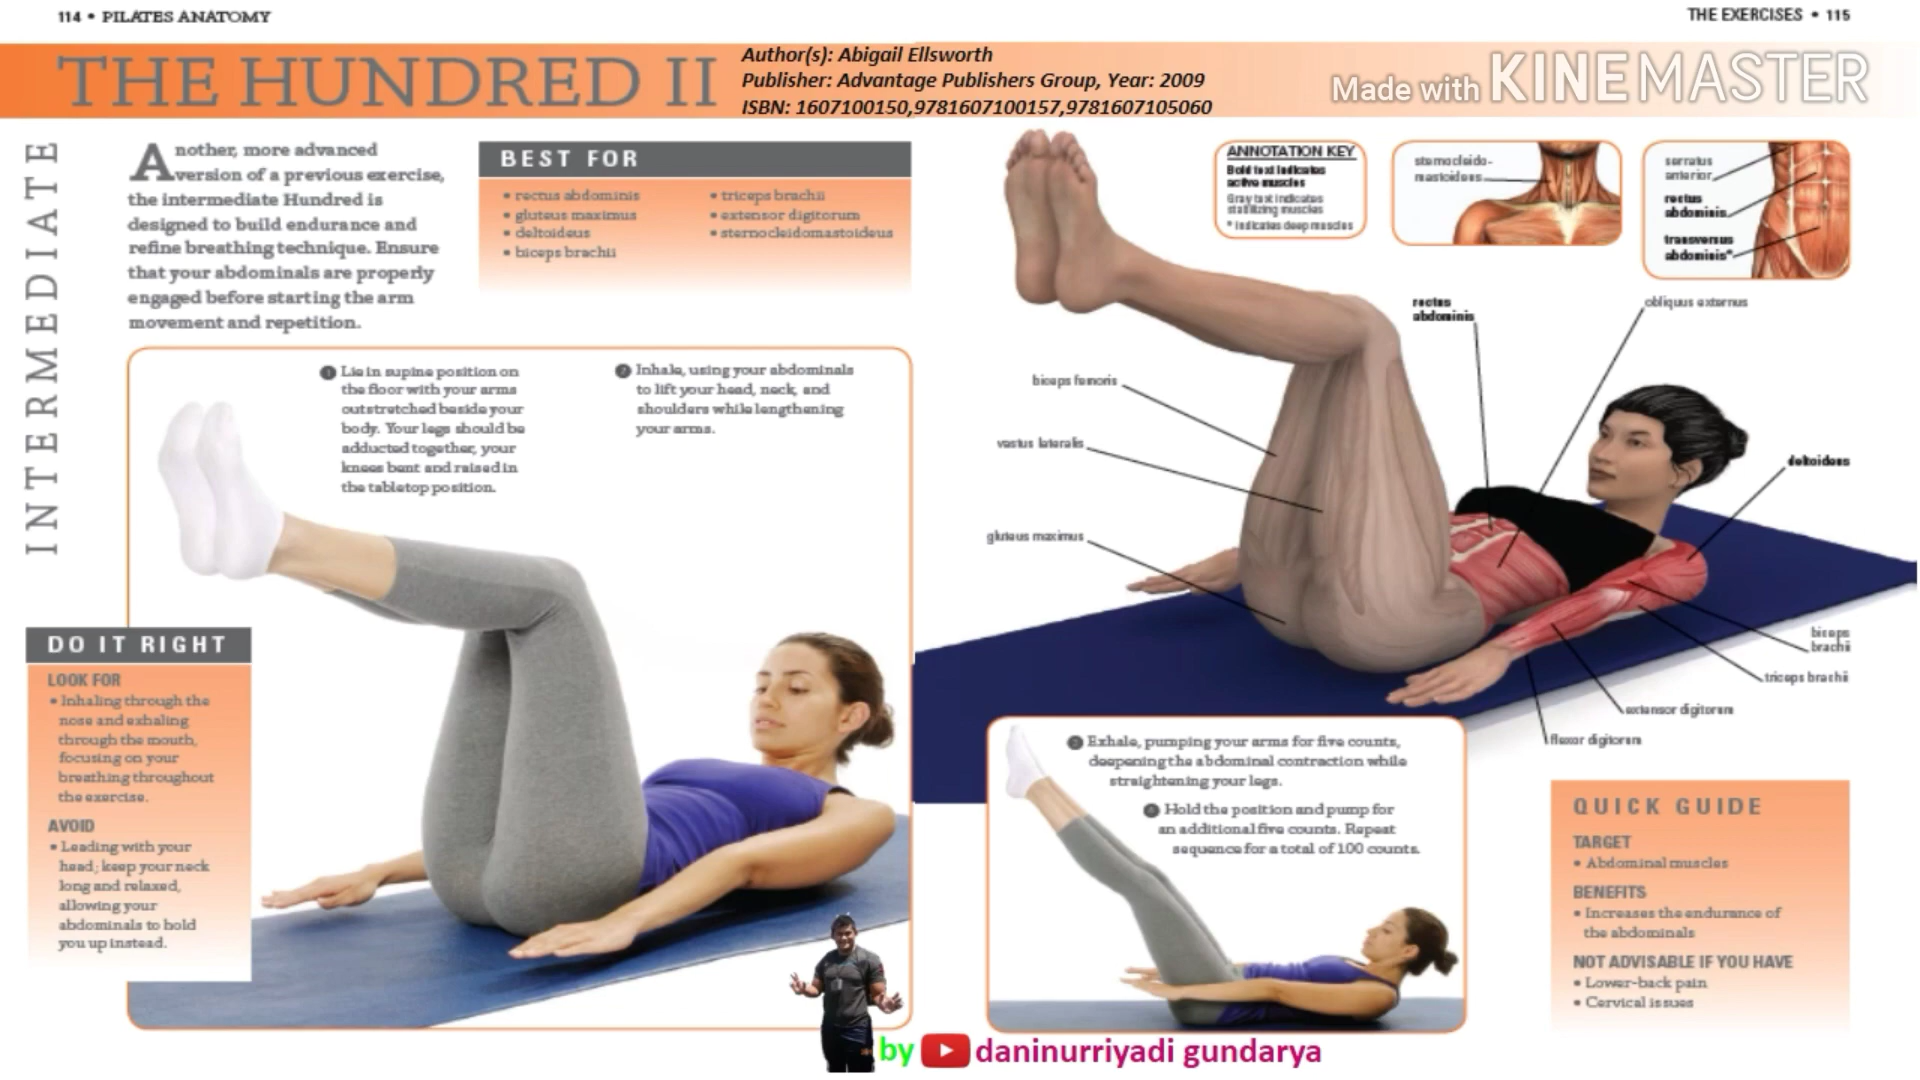 114 • PILATES ANATOMY
THE EXERCISES • 115
THE HUNDRED II
Author(s): Abigail Ellsworth
Publisher: Advantage Publishers Group, Year: 2009
ISBN: 1607100150,9781607100157,9781607105060
Made with KINEMASTER
INTERMEDIATE
Another, more advanced
version of a previous exercise,
the intermediate Hundred is
designed to build endurance and
refine breathing technique. Ensure
that your abdominals are properly
engaged before starting the arm
movement and repetition.
BEST FOR
• rectus abdominis
• gluteus maximus
• deltoideus
• biceps brachii
• triceps brachii
• extensor digitorum
• sternocleidomastoideus
1 Lie in supine position on
the floor with your arms
outstretched beside your
body. Your legs should be
adducted together, your
knees bent and raised in
the tabletop position.
2 Inhale, using your abdominals
to lift your head, neck, and
shoulders while lengthening
your arms.
DO IT RIGHT
LOOK FOR
• Inhaling through the
nose and exhaling
through the mouth,
focusing on your
breathing throughout
the exercise.
AVOID
• Leading with your
head; keep your neck
long and relaxed,
allowing your
abdominals to hold
you up instead.
ANNOTATION KEY
Bold text indicates
active muscles
Gray text indicates
stabilizing muscles
* indicates deep muscles
sternocleido-
mastoideus
serratus
anterior
rectus
abdominis
transversus
abdominis*
rectus
abdominis
obliquus externus
biceps femoris
vastus lateralis
gluteus maximus
deltoideus
biceps
brachii
triceps brachii
extensor digitorum
flexor digitorum
Exhale, pumping your arms for five counts,
deepening the abdominal contraction while
straightening your legs.
Hold the position and pump for
an additional five counts. Repeat
sequence for a total of 100 counts.
QUICK GUIDE
TARGET
• Abdominal muscles
BENEFITS
• Increases the endurance of
the abdominals
NOT ADVISABLE IF YOU HAVE
• Lower-back pain
• Cervical issues
by daninurriyadi gundarya